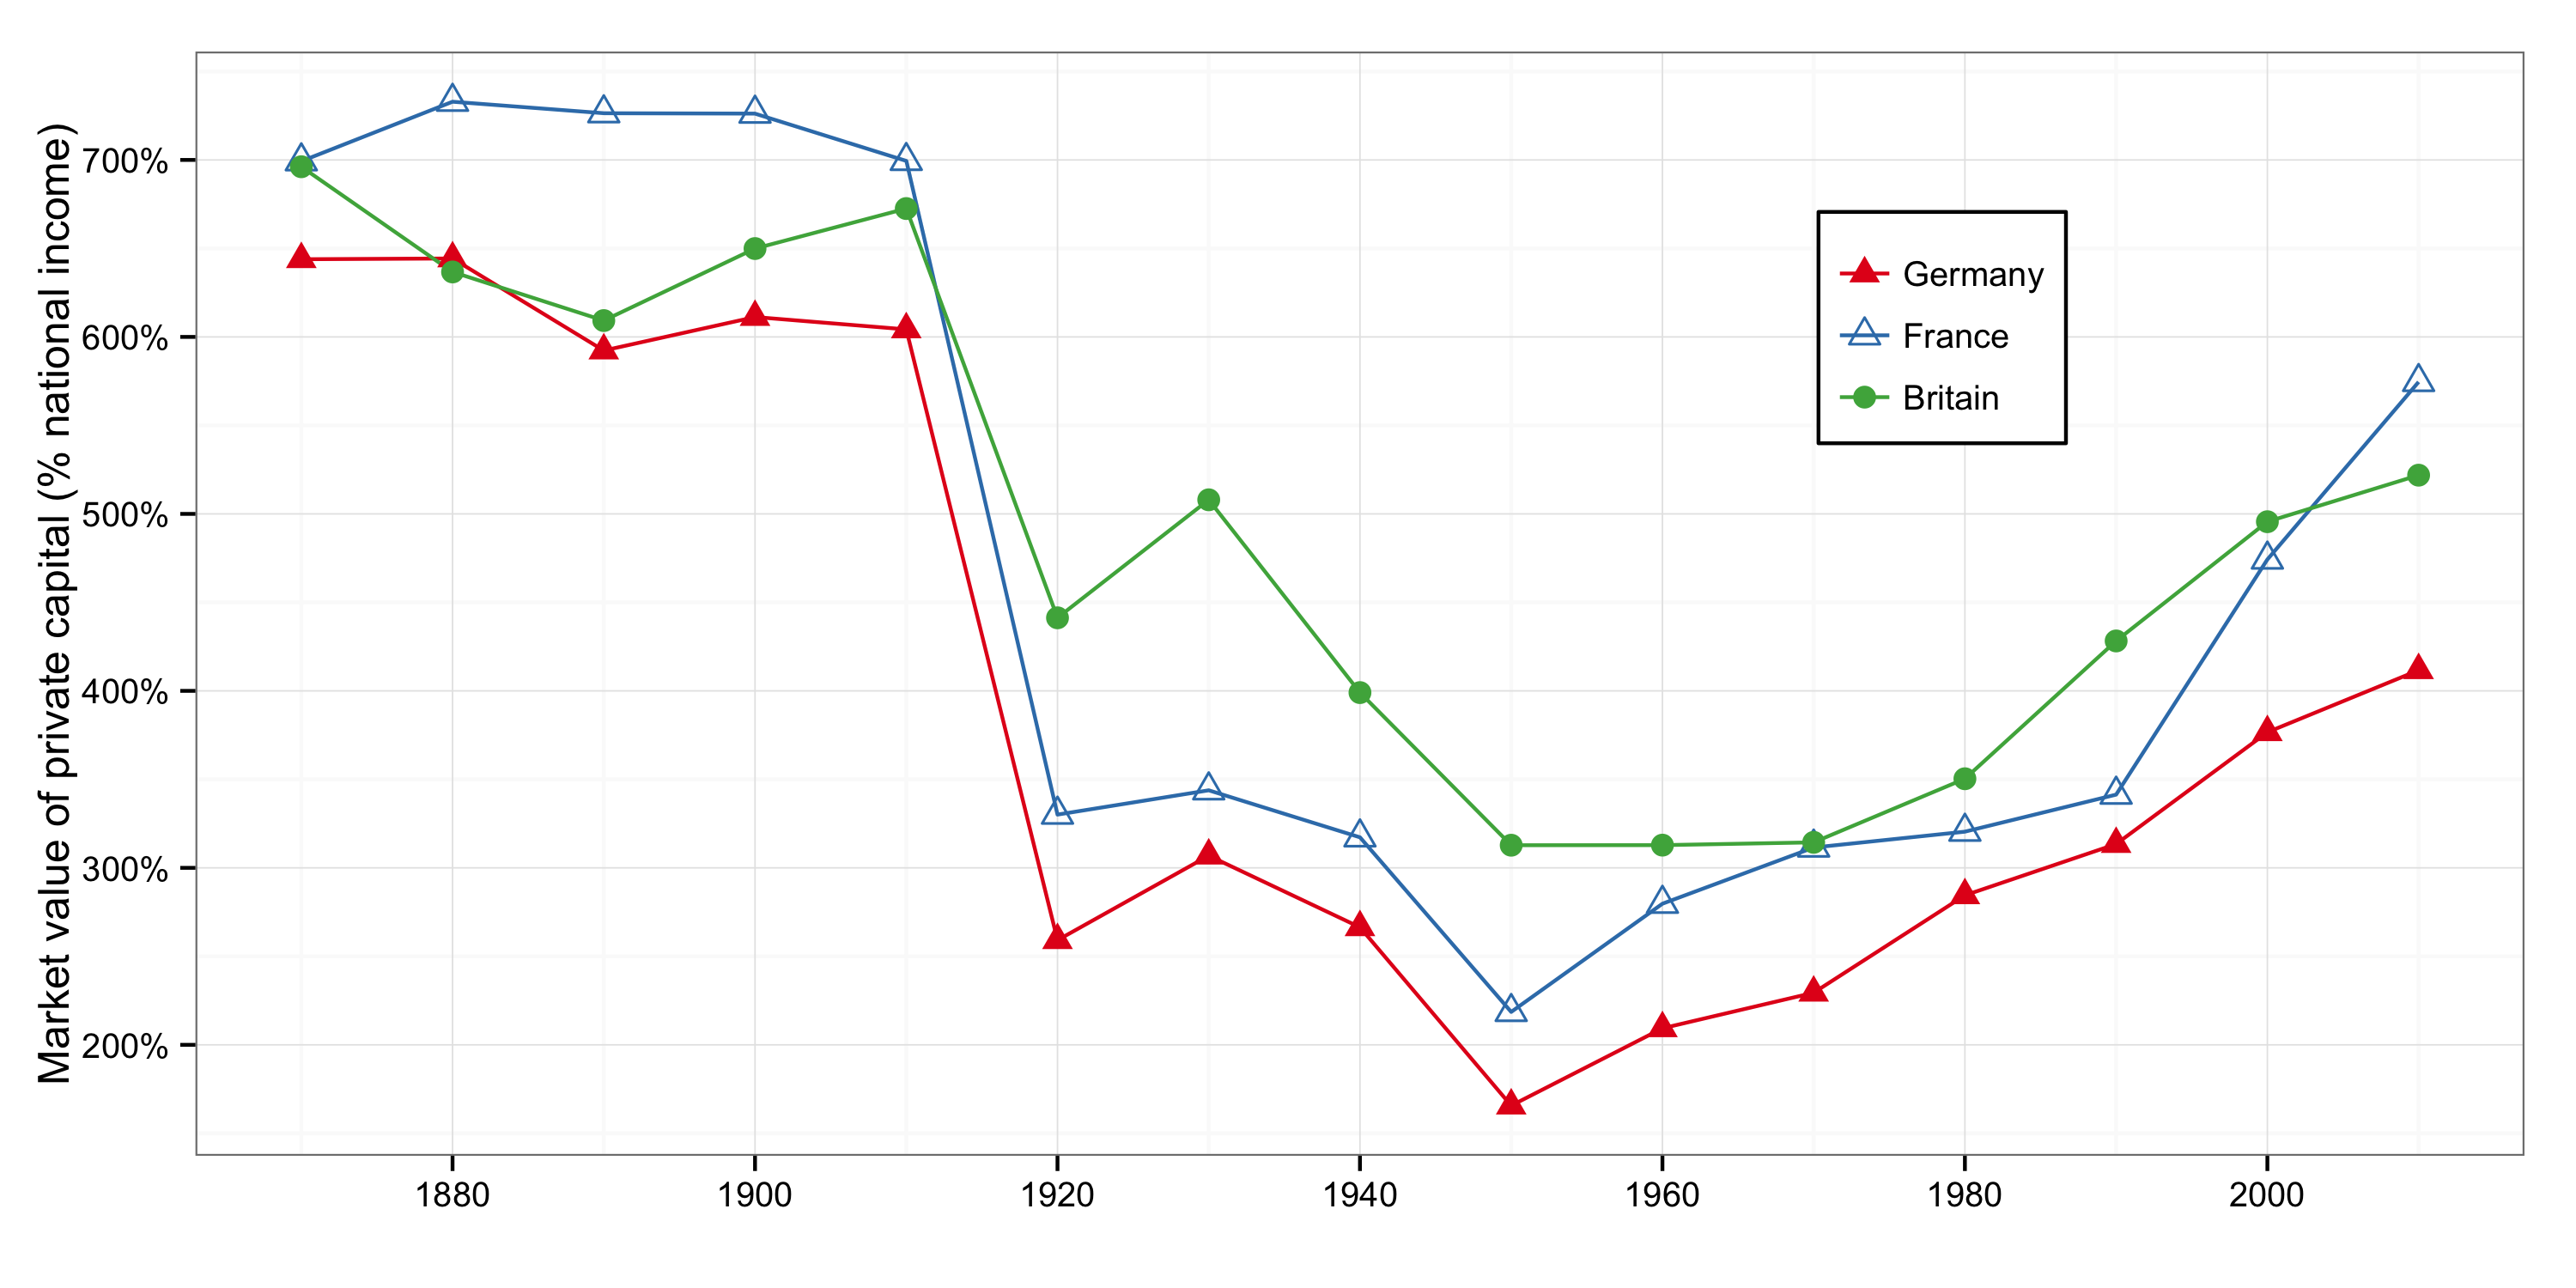 Market value of private capital (% national income)
700%
600%
500%
400%
300%
200%
Germany
France
Britain
1880 1900 1920 1940 1960 1980 2000